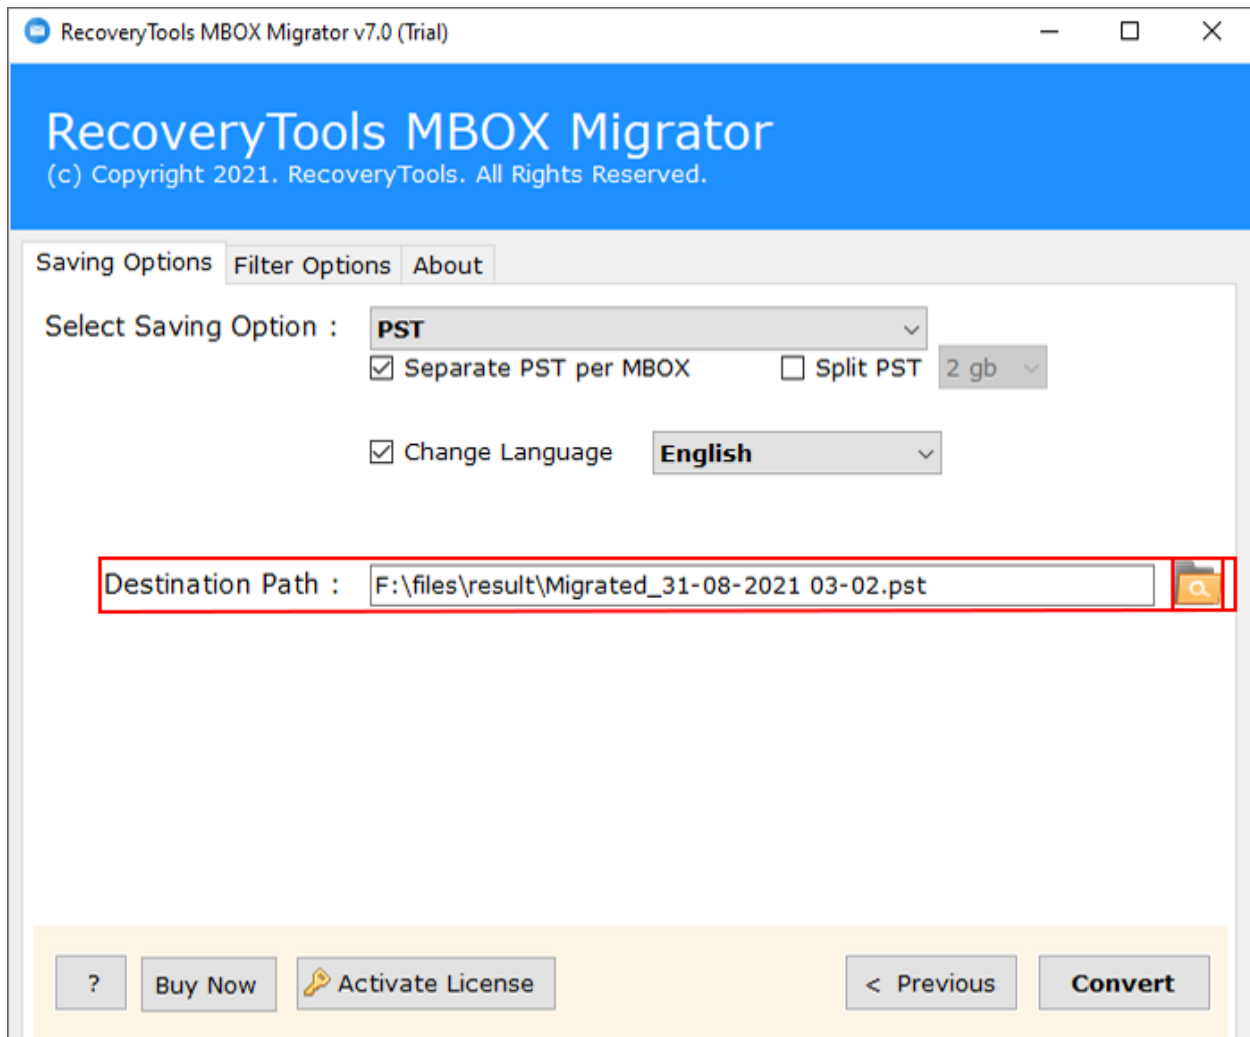 RecoveryTools MBOX Migrator v7.0 (Trial)
RecoveryTools MBOX Migrator
(c) Copyright 2021. RecoveryTools. All Rights Reserved.
Saving Options Filter Options About
Select Saving Option : PST
Separate PST per MBOX Split PST 2 gb
Change Language English
Destination Path : F:\files\result\Migrated_31-08-2021 03-02.pst
? Buy Now Activate License < Previous Convert